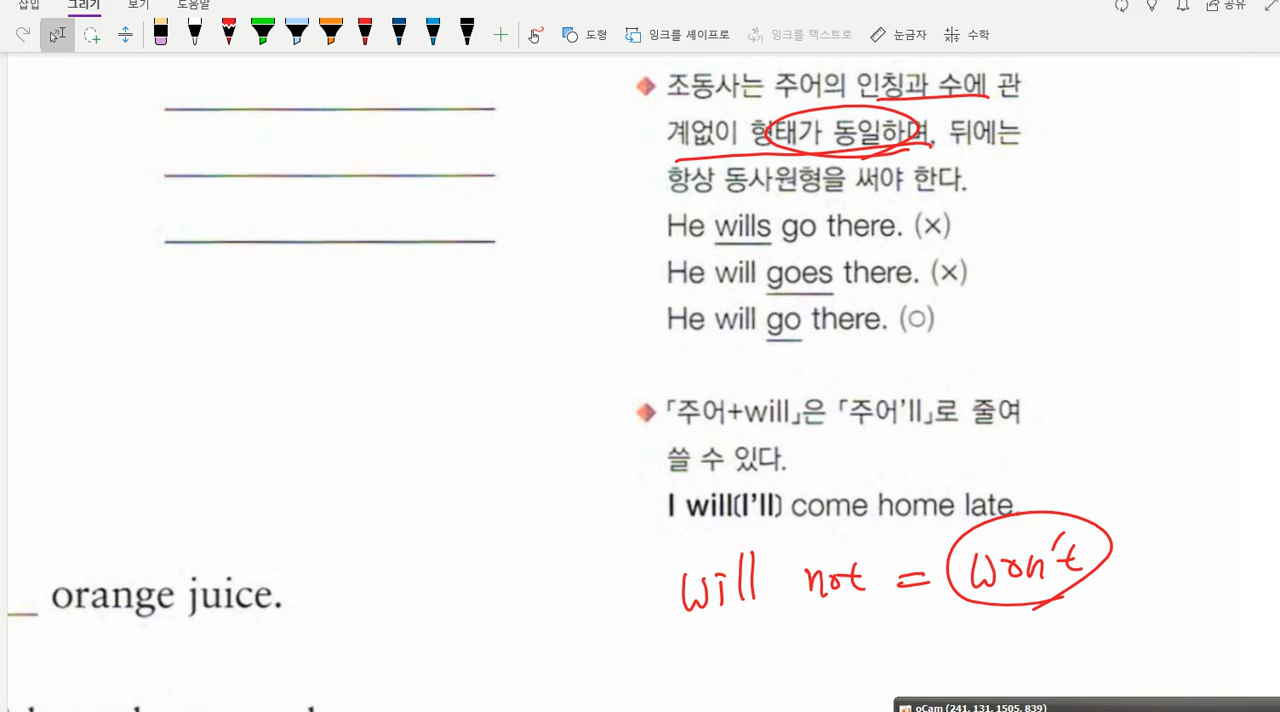 삽입 그리기 보기 도움말
공유
도형 잉크를 셰이프로 잉크를 텍스트로 눈금자 수학
조동사는 주어의 인칭과 수에 관
계없이 형태가 동일하며, 뒤에는
항상 동사원형을 써야 한다.
He wills go there. (×)
He will goes there. (×)
He will go there. (○)
「주어+will」은 「주어'll」로 줄여
쓸 수 있다.
I will(I'll) come home late.
will not = won't
orange juice.
oCam (241, 131, 1505, 839)